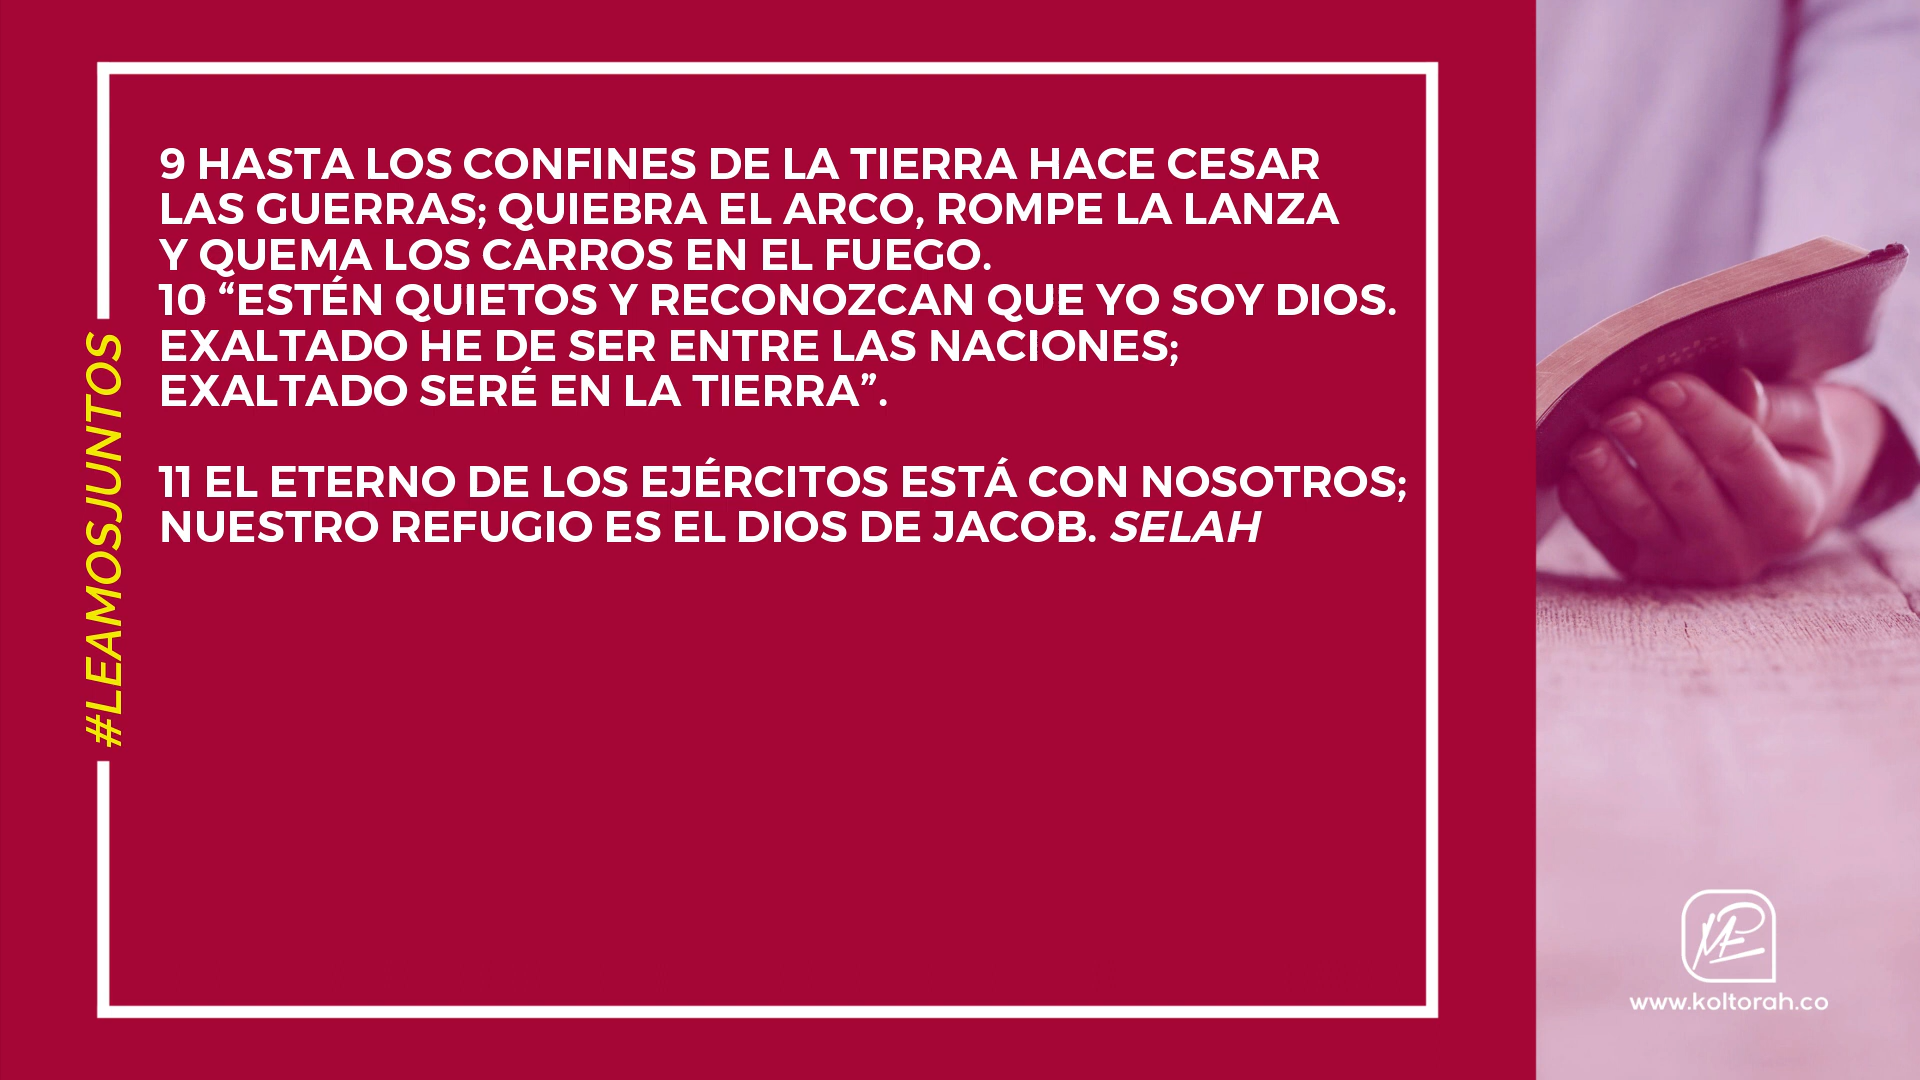 9 HASTA LOS CONFINES DE LA TIERRA HACE CESAR
LAS GUERRAS; QUIEBRA EL ARCO, ROMPE LA LANZA
Y QUEMA LOS CARROS EN EL FUEGO.
10 “ESTÉN QUIETOS Y RECONOZCAN QUE YO SOY DIOS.
EXALTADO HE DE SER ENTRE LAS NACIONES;
EXALTADO SERÉ EN LA TIERRA”.
11 EL ETERNO DE LOS EJÉRCITOS ESTÁ CON NOSOTROS;
NUESTRO REFUGIO ES EL DIOS DE JACOB. SELAH
#LEAMOSJUNTOS
www.koltorah.co